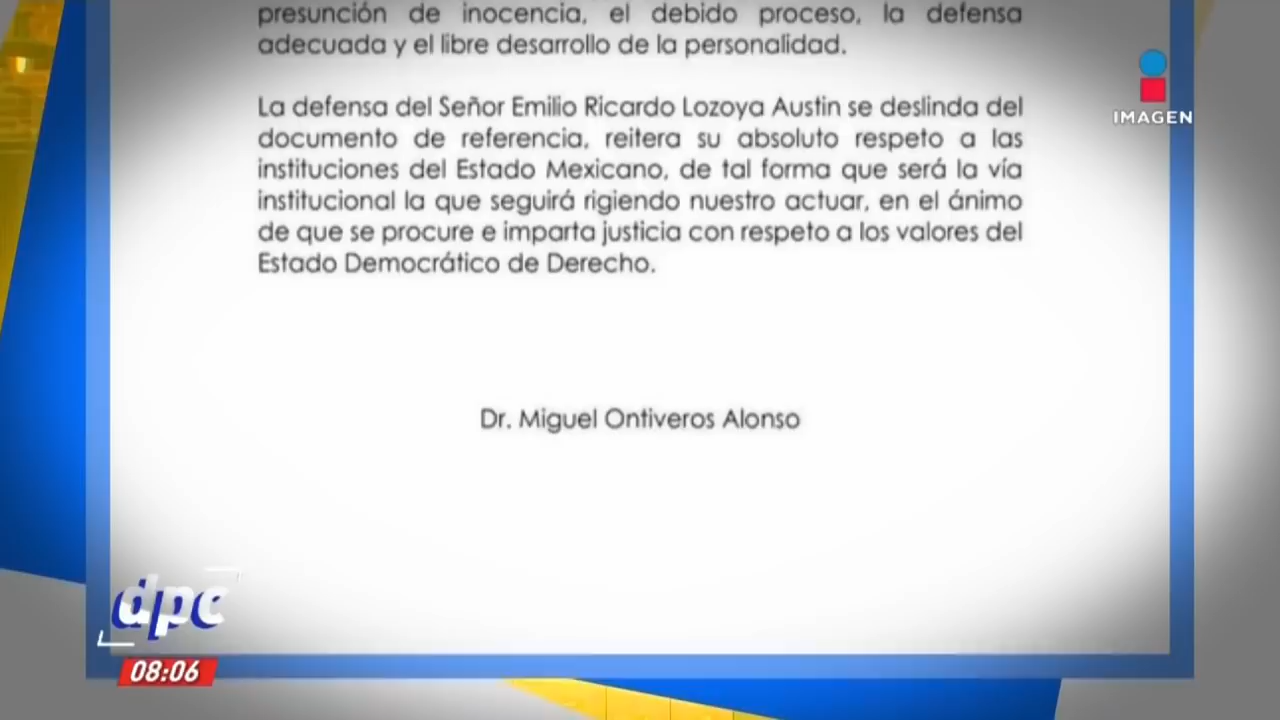 presunción de inocencia, el debido proceso, la defensa
adecuada y el libre desarrollo de la personalidad.
La defensa del Señor Emilio Ricardo Lozoya Austin se deslinda del
documento de referencia, reitera su absoluto respeto a las
instituciones del Estado Mexicano, de tal forma que será la vía
institucional la que seguirá rigiendo nuestro actuar, en el ánimo
de que se procure e imparta justicia con respeto a los valores del
Estado Democrático de Derecho.
Dr. Miguel Ontiveros Alonso
IMAGEN
dpc
08:06